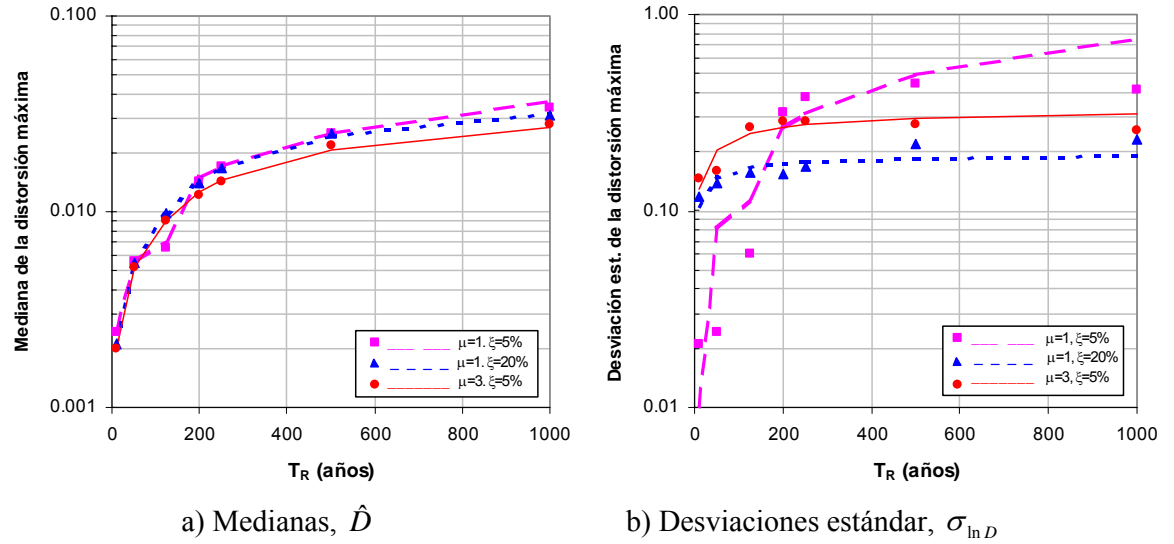 0.100
0.010
0.001
Mediana de la distorsión máxima
0 200 400 600 800 1000
T_R (años)
μ=1. ξ=5%
μ=1. ξ=20%
μ=3. ξ=5%
a) Medianas, D̂
1.00
0.10
0.01
Desviación est. de la distorsión máxima
0 200 400 600 800 1000
T_R (años)
μ=1, ξ=5%
μ=1, ξ=20%
μ=3, ξ=5%
b) Desviaciones estándar, σ_ln D